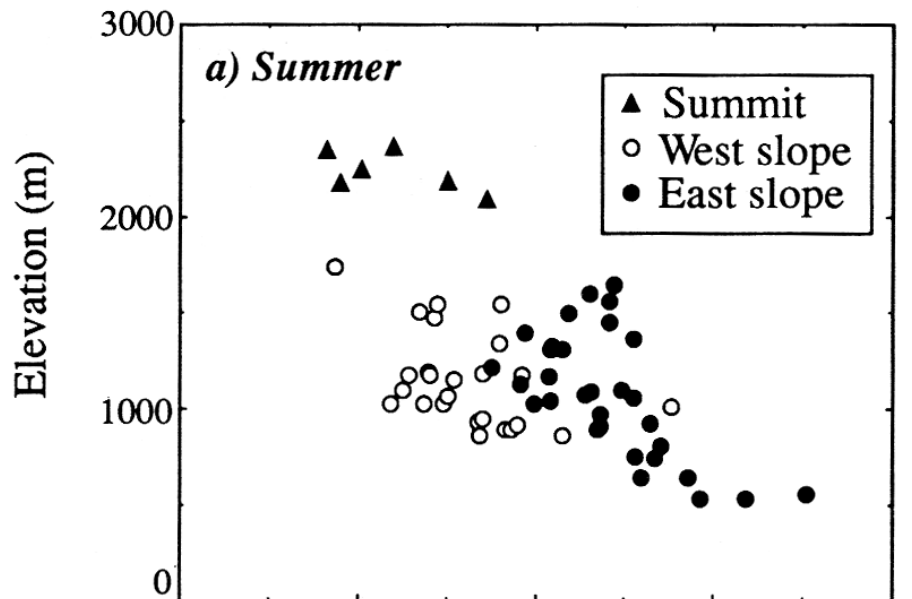 3000
a) Summer
Summit
West slope
East slope
Elevation (m)
2000
1000
0